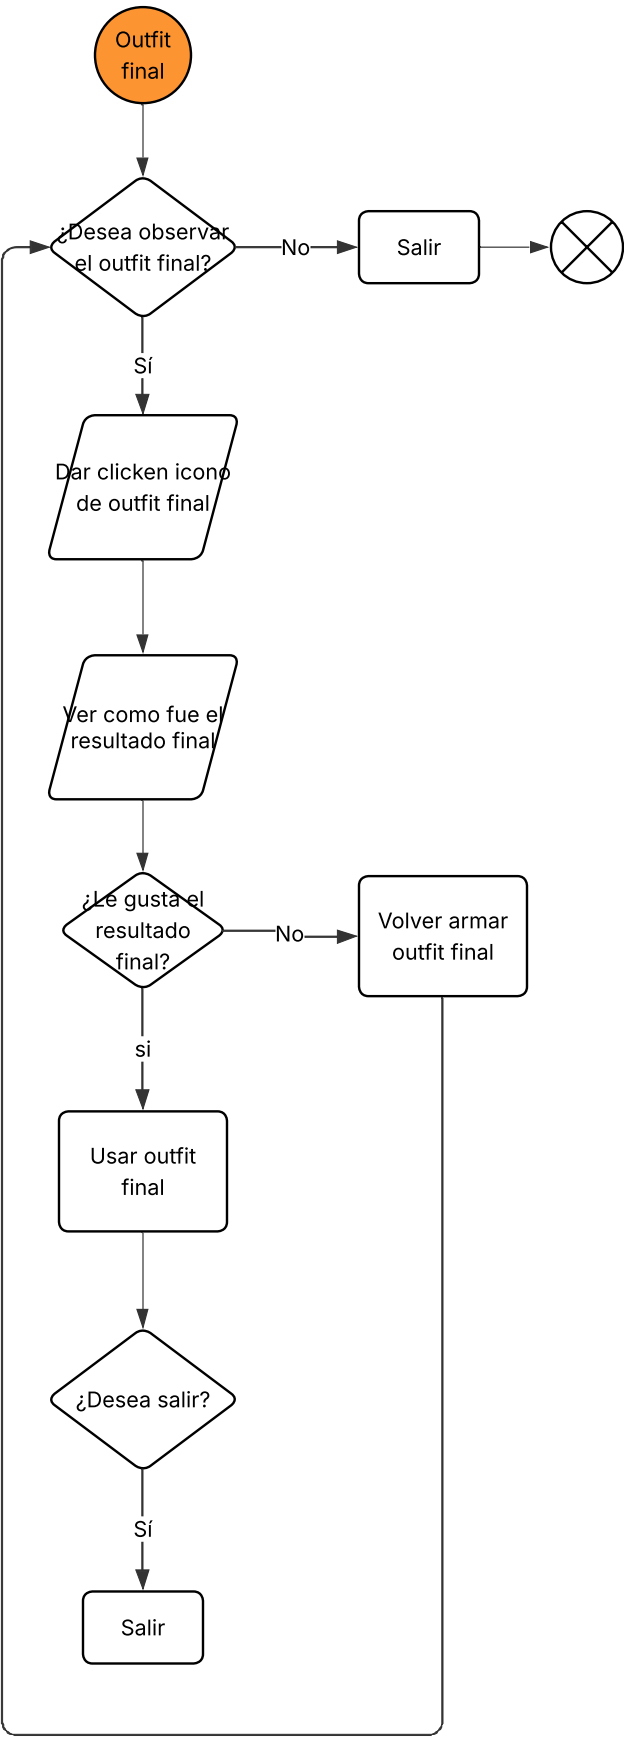 Outfit
final
¿Desea observar
el outfit final?
No
Salir
Sí
Dar clicken icono
de outfit final
Ver como fue el
resultado final
¿Le gusta el
resultado
final?
No
Volver armar
outfit final
si
Usar outfit
final
¿Desea salir?
Sí
Salir